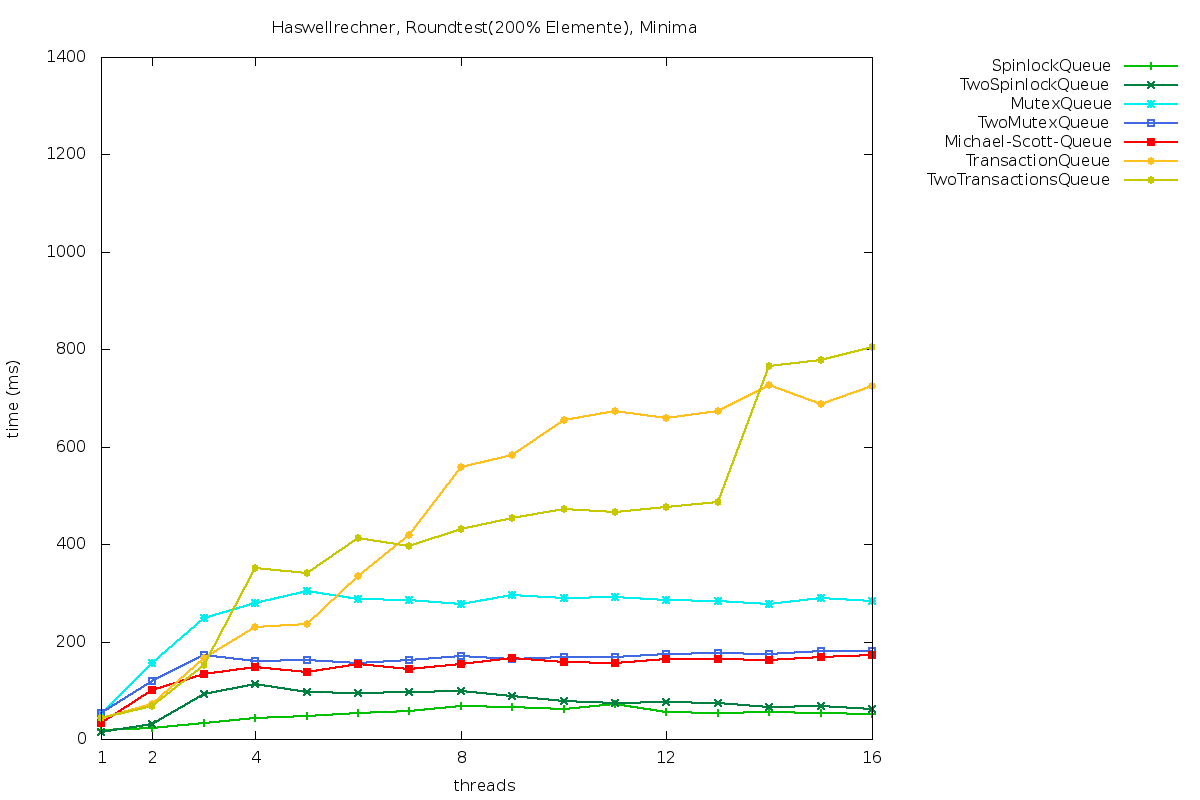 Haswellrechner, Roundtest(200% Elemente), Minima
1400
1200
1000
800
600
400
200
0
time (ms)
1 2 4 8 12 16
threads
SpinlockQueue
TwoSpinlockQueue
MutexQueue
TwoMutexQueue
Michael-Scott-Queue
TransactionQueue
TwoTransactionsQueue